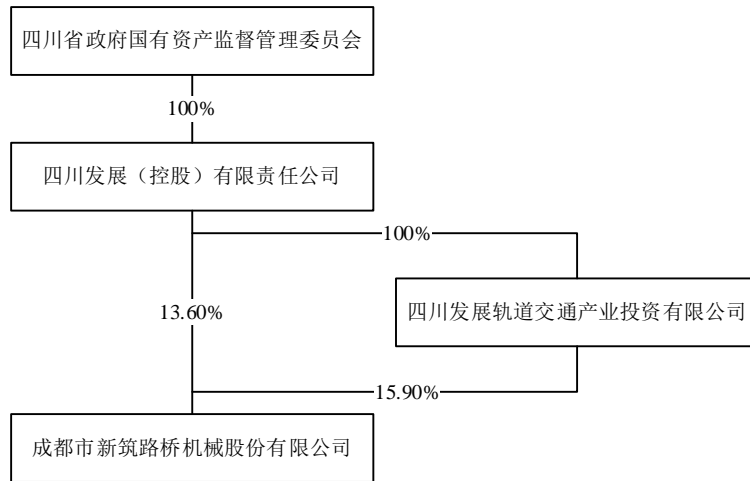 四川省政府国有资产监督管理委员会
100%
四川发展（控股）有限责任公司
100%
13.60%
四川发展轨道交通产业投资有限公司
15.90%
成都市新筑路桥机械股份有限公司